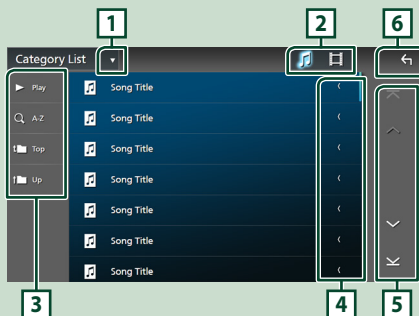 1
2
6
Category List
Play
Song Title
A-Z
Song Title
Top
Song Title
Up
Song Title
Song Title
Song Title
Song Title
3
4
5